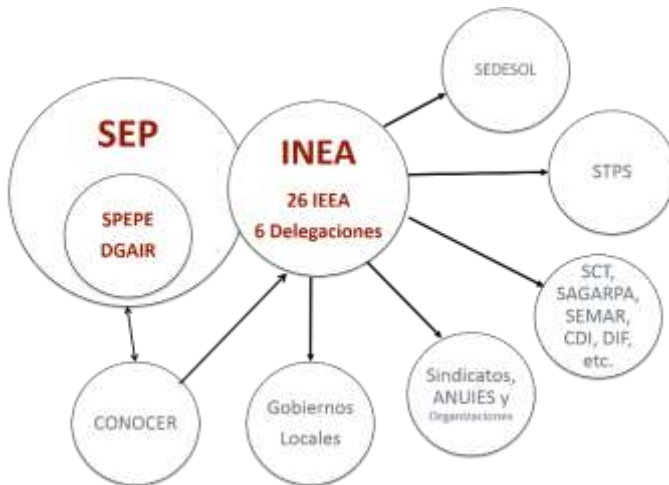 SEDESOL
SEP
INEA
26 IEEA
6 Delegaciones
SPEPE
DGAIR
STPS
SCT,
SAGARPA,
SEMAR,
CDI, DIF,
etc.
CONOCER
Gobiernos
Locales
Sindicatos,
ANUIES y
Organizaciones